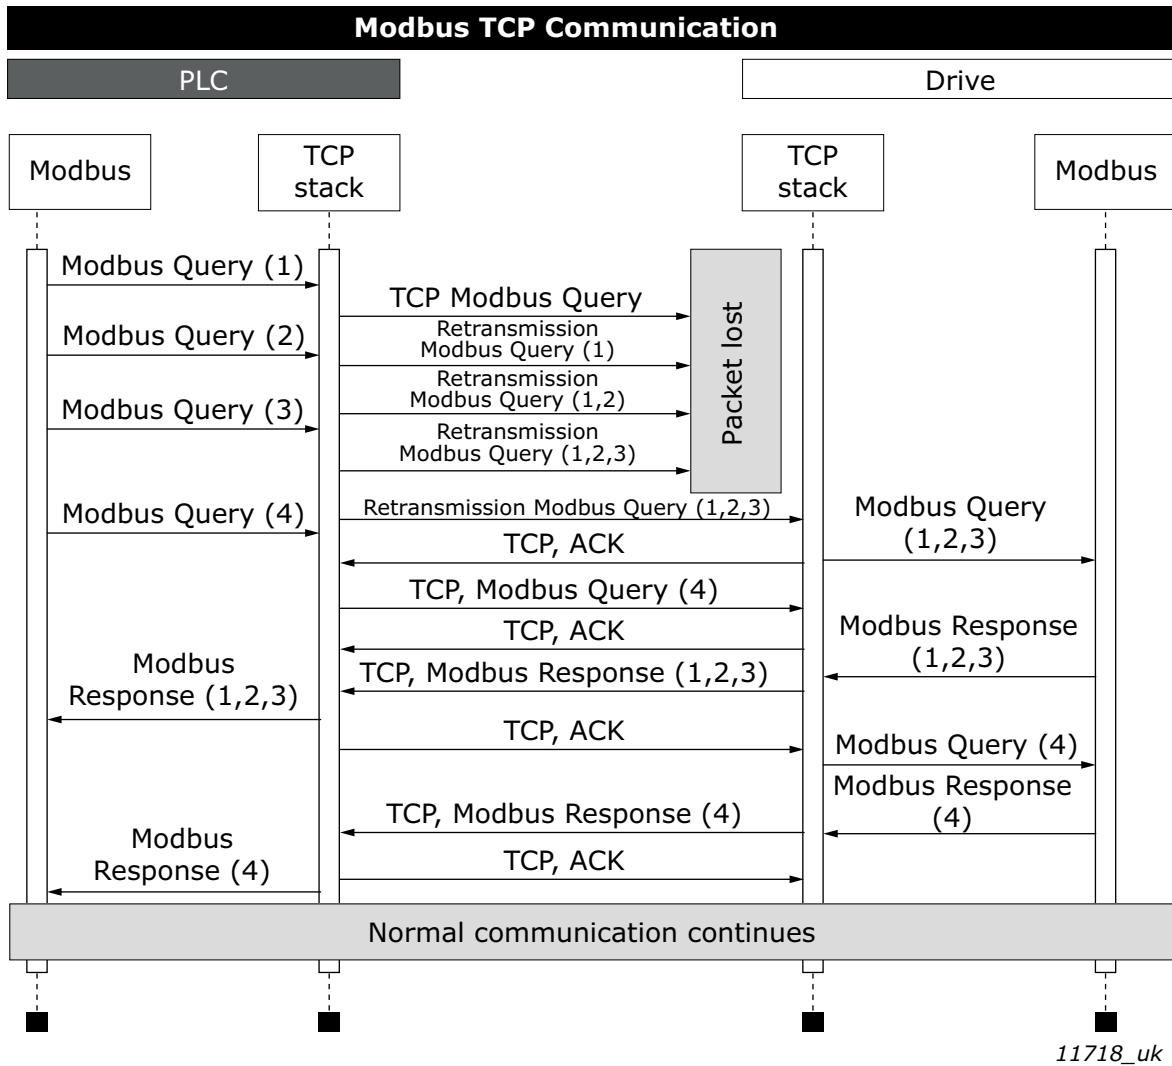 Modbus TCP Communication
PLC
Drive
Modbus
TCP
stack
TCP
stack
Modbus
Modbus Query (1)
TCP Modbus Query
Retransmission
Modbus Query (1)
Modbus Query (2)
Retransmission
Modbus Query (1,2)
Modbus Query (3)
Retransmission
Modbus Query (1,2,3)
Packet lost
Modbus Query (4)
Retransmission Modbus Query (1,2,3)
Modbus Query
(1,2,3)
TCP, ACK
TCP, Modbus Query (4)
TCP, ACK
Modbus Response
(1,2,3)
TCP, Modbus Response (1,2,3)
Modbus
Response (1,2,3)
TCP, ACK
Modbus Query (4)
Modbus Response
(4)
TCP, Modbus Response (4)
Modbus
Response (4)
TCP, ACK
Normal communication continues
11718_uk